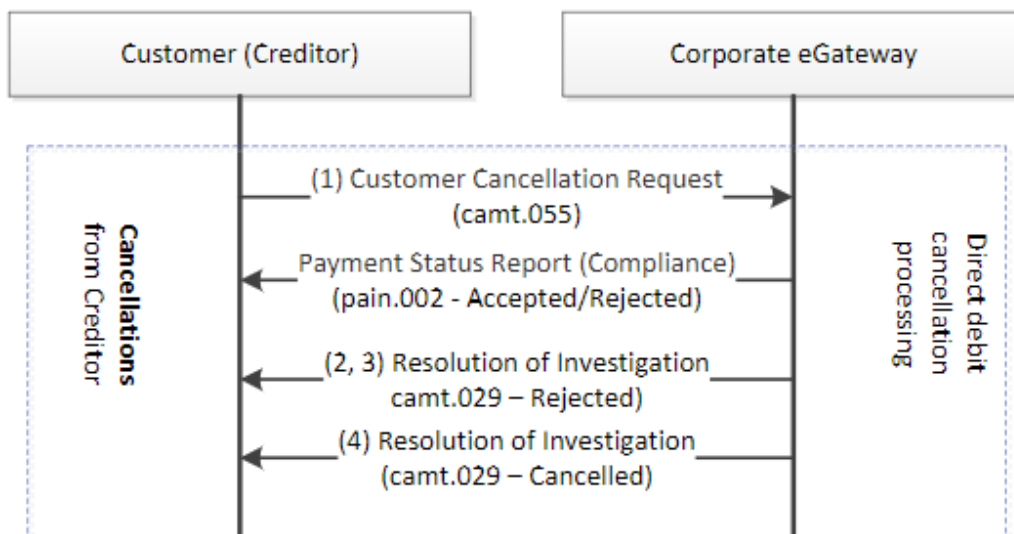 Customer (Creditor)
Corporate eGateway
(1) Customer Cancellation Request
(camt.055)
Payment Status Report (Compliance)
(pain.002 - Accepted/Rejected)
(2, 3) Resolution of Investigation
camt.029 – Rejected)
(4) Resolution of Investigation
(camt.029 – Cancelled)
Cancellations
from Creditor
Direct debit
cancellation
processing